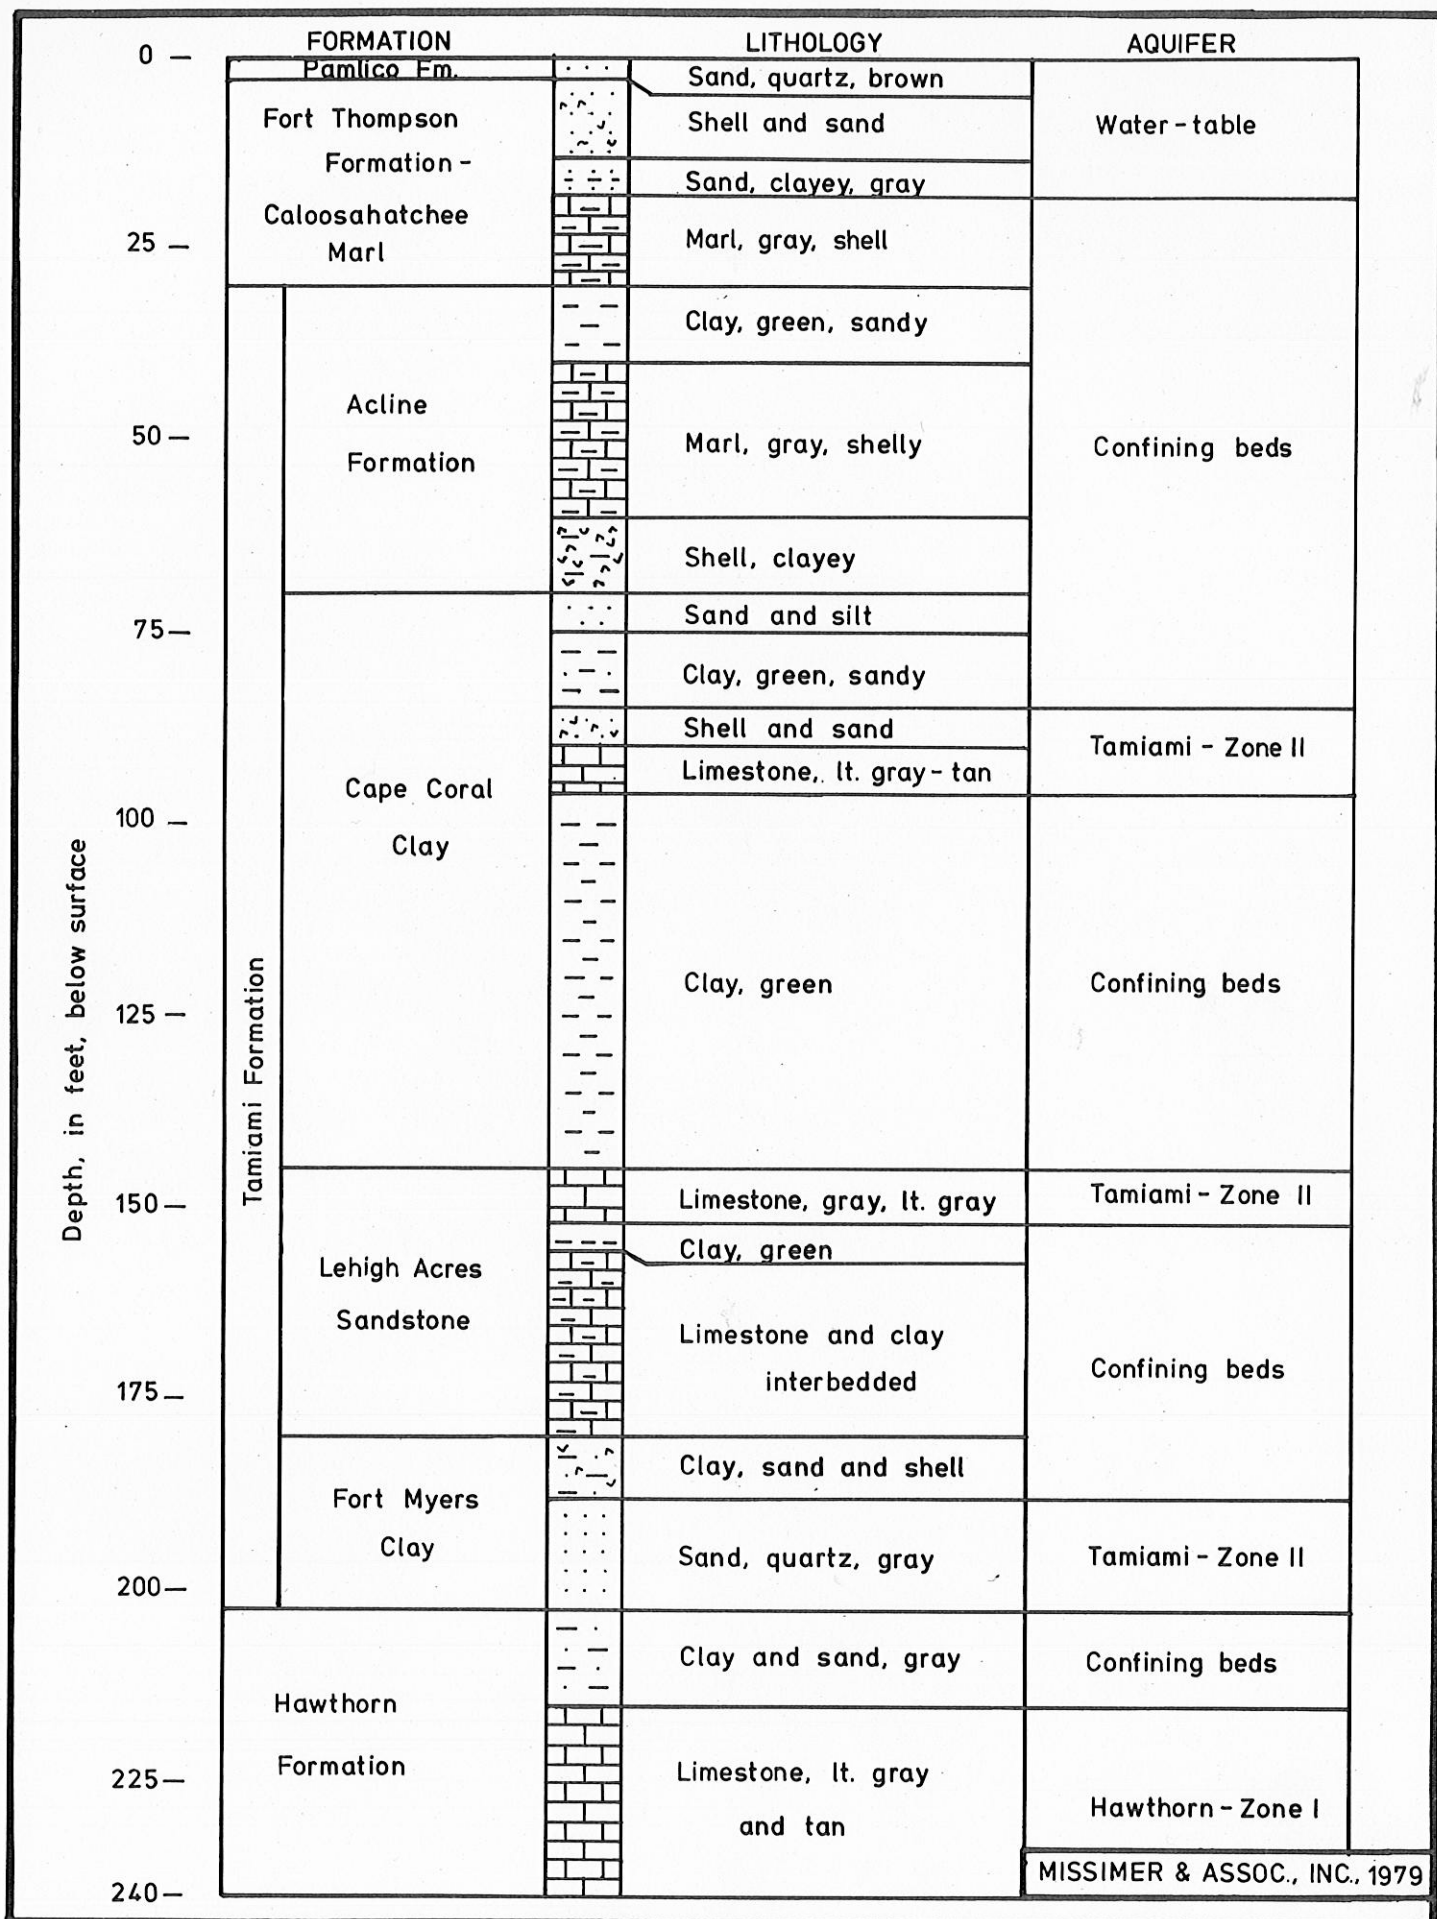 FORMATION LITHOLOGY AQUIFER
0 —
Pamlico Fm. Sand, quartz, brown
Fort Thompson Shell and sand Water-table
Formation -
Sand, clayey, gray
Caloosahatchee
25 — Marl, gray, shell
Marl
Clay, green, sandy
Acline
50 — Marl, gray, shelly Confining beds
Formation
Shell, clayey
Sand and silt
75 —
Clay, green, sandy
Shell and sand
Tamiami - Zone II
Limestone, lt. gray-tan
Cape Coral
100 —
Clay
Depth, in feet, below surface
Tamiami Formation
Clay, green Confining beds
125 —
150 — Limestone, gray, lt. gray Tamiami - Zone II
Clay, green
Lehigh Acres
Sandstone
Limestone and clay
interbedded
Confining beds
175 —
Clay, sand and shell
Fort Myers
Clay
Sand, quartz, gray Tamiami - Zone II
200 —
Clay and sand, gray Confining beds
Hawthorn
Formation
225 — Limestone, lt. gray
and tan
Hawthorn - Zone I
MISSIMER & ASSOC., INC., 1979
240 —